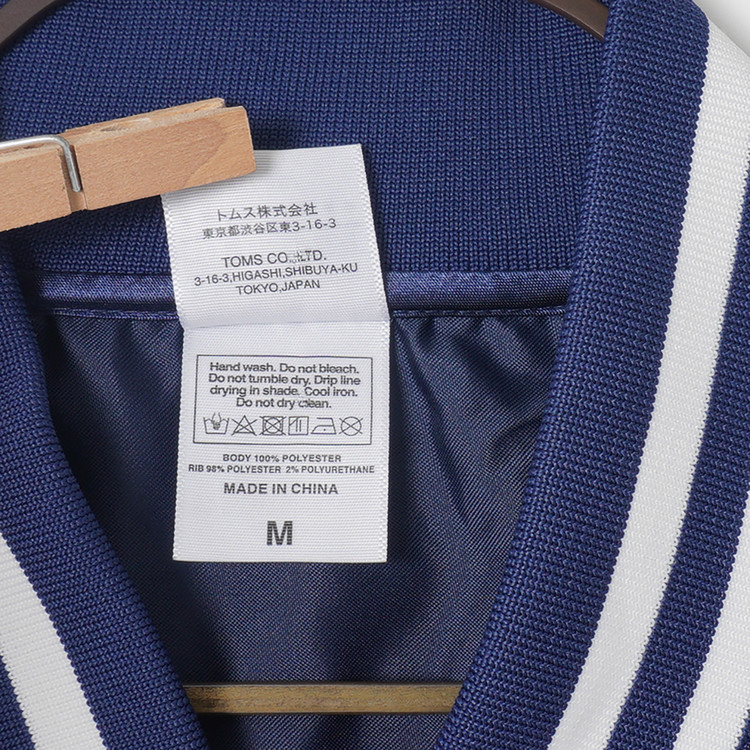 トムス株式会社
東京都渋谷区東3-16-3
TOMS CO.,LTD.
3-16-3,HIGASHI,SHIBUYA-KU
TOKYO,JAPAN
Hand wash. Do not bleach.
Do not tumble dry. Drip line
drying in shade. Cool iron.
Do not dry clean.
BODY 100% POLYESTER
RIB 98% POLYESTER 2% POLYURETHANE
MADE IN CHINA
M